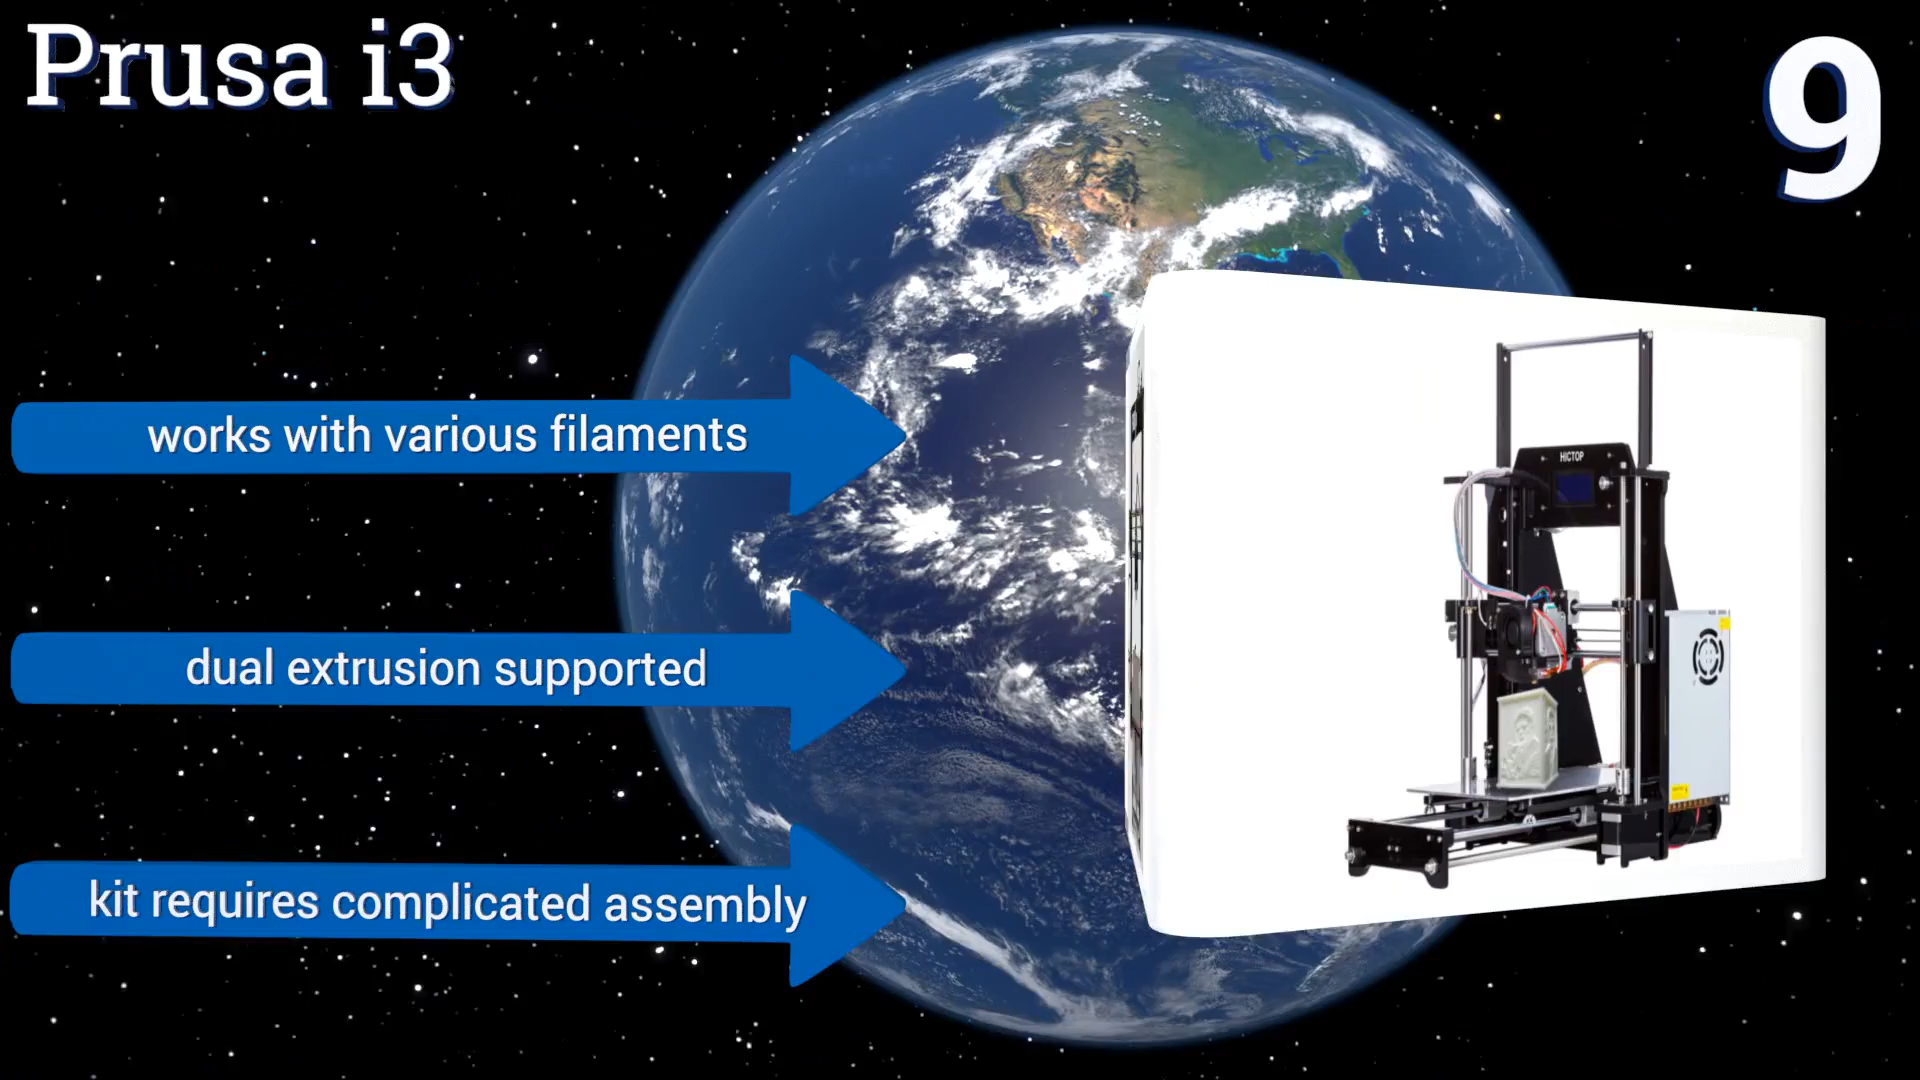 Prusa i3
9
works with various filaments
HICTOP
dual extrusion supported
kit requires complicated assembly